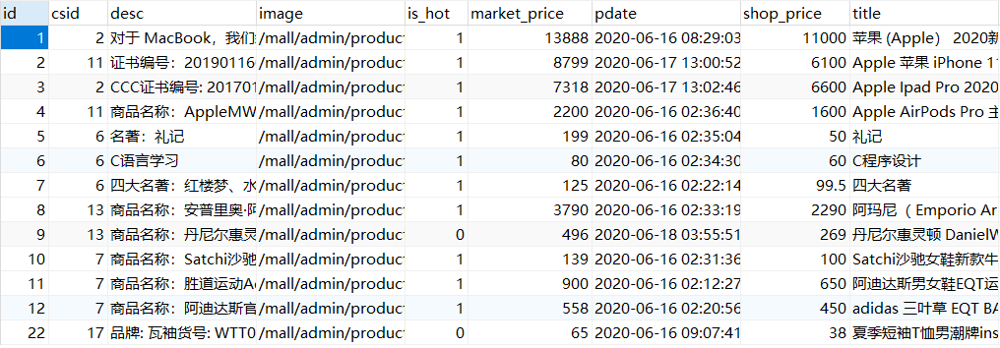 id csid desc image is_hot market_price pdate shop_price title
1 2 对于 MacBook，我们 /mall/admin/product 1 13888 2020-06-16 08:29:03 11000 苹果 (Apple） 2020新
2 11 证书编号：20190116 /mall/admin/product 1 8799 2020-06-17 13:00:52 6100 Apple 苹果 iPhone 11
3 2 CCC证书编号: 201701 /mall/admin/product 1 7318 2020-06-17 13:02:46 6600 Apple Ipad Pro 2020
4 11 商品名称：AppleMW /mall/admin/product 1 2200 2020-06-16 02:36:40 1600 Apple AirPods Pro 主
5 6 名著：礼记 /mall/admin/product 1 199 2020-06-16 02:35:04 50 礼记
6 6 C语言学习 /mall/admin/product 1 80 2020-06-16 02:34:30 60 C程序设计
7 6 四大名著：红楼梦、水 /mall/admin/product 1 125 2020-06-16 02:22:14 99.5 四大名著
8 13 商品名称：安普里奥·阿 /mall/admin/product 1 3790 2020-06-16 02:33:19 2290 阿玛尼（ Emporio Ar
9 13 商品名称：丹尼尔惠灵 /mall/admin/product 0 496 2020-06-18 03:55:51 269 丹尼尔惠灵顿 DanielW
10 7 商品名称：Satchi沙驰 /mall/admin/product 1 139 2020-06-16 02:31:36 100 Satchi沙驰女鞋新款牛
11 7 商品名称：胜道运动Ad /mall/admin/product 1 900 2020-06-16 02:12:27 650 阿迪达斯男女鞋EQT运
12 7 商品名称：阿迪达斯官 /mall/admin/product 1 558 2020-06-16 02:20:56 450 adidas 三叶草 EQT BA
22 17 品牌: 瓦袖货号: WTT0 /mall/admin/product 0 65 2020-06-16 09:07:41 38 夏季短袖T恤男潮牌ins